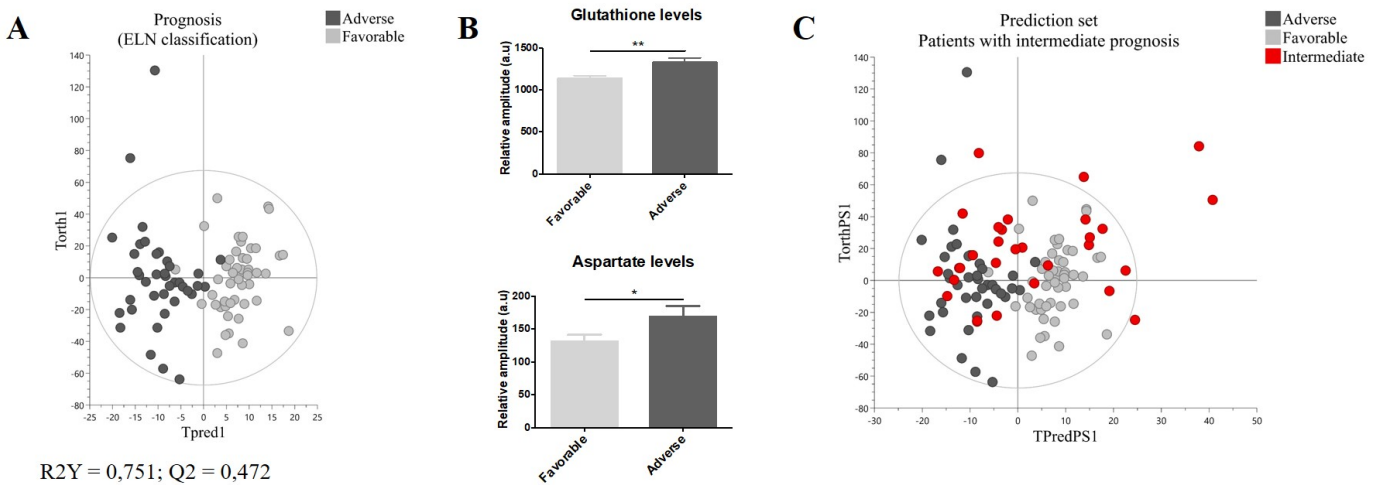 A
Prognosis
(ELN classification)
Adverse
Favorable
Torth1
140
120
100
80
60
40
20
0
-20
-40
-60
-80
-25 -20 -15 -10 -5 0 5 10 15 20 25
Tpred1
R2Y = 0,751; Q2 = 0,472
B
Glutathione levels
Relative amplitude (a.u)
1500
1000
500
0
**
Favorable
Adverse
Aspartate levels
Relative amplitude (a.u)
200
150
100
50
0
*
Favorable
Adverse
C
Prediction set
Patients with intermediate prognosis
Adverse
Favorable
Intermediate
TorthPS1
140
120
100
80
60
40
20
0
-20
-40
-60
-80
-30 -20 -10 0 10 20 30 40 50
TPredPS1